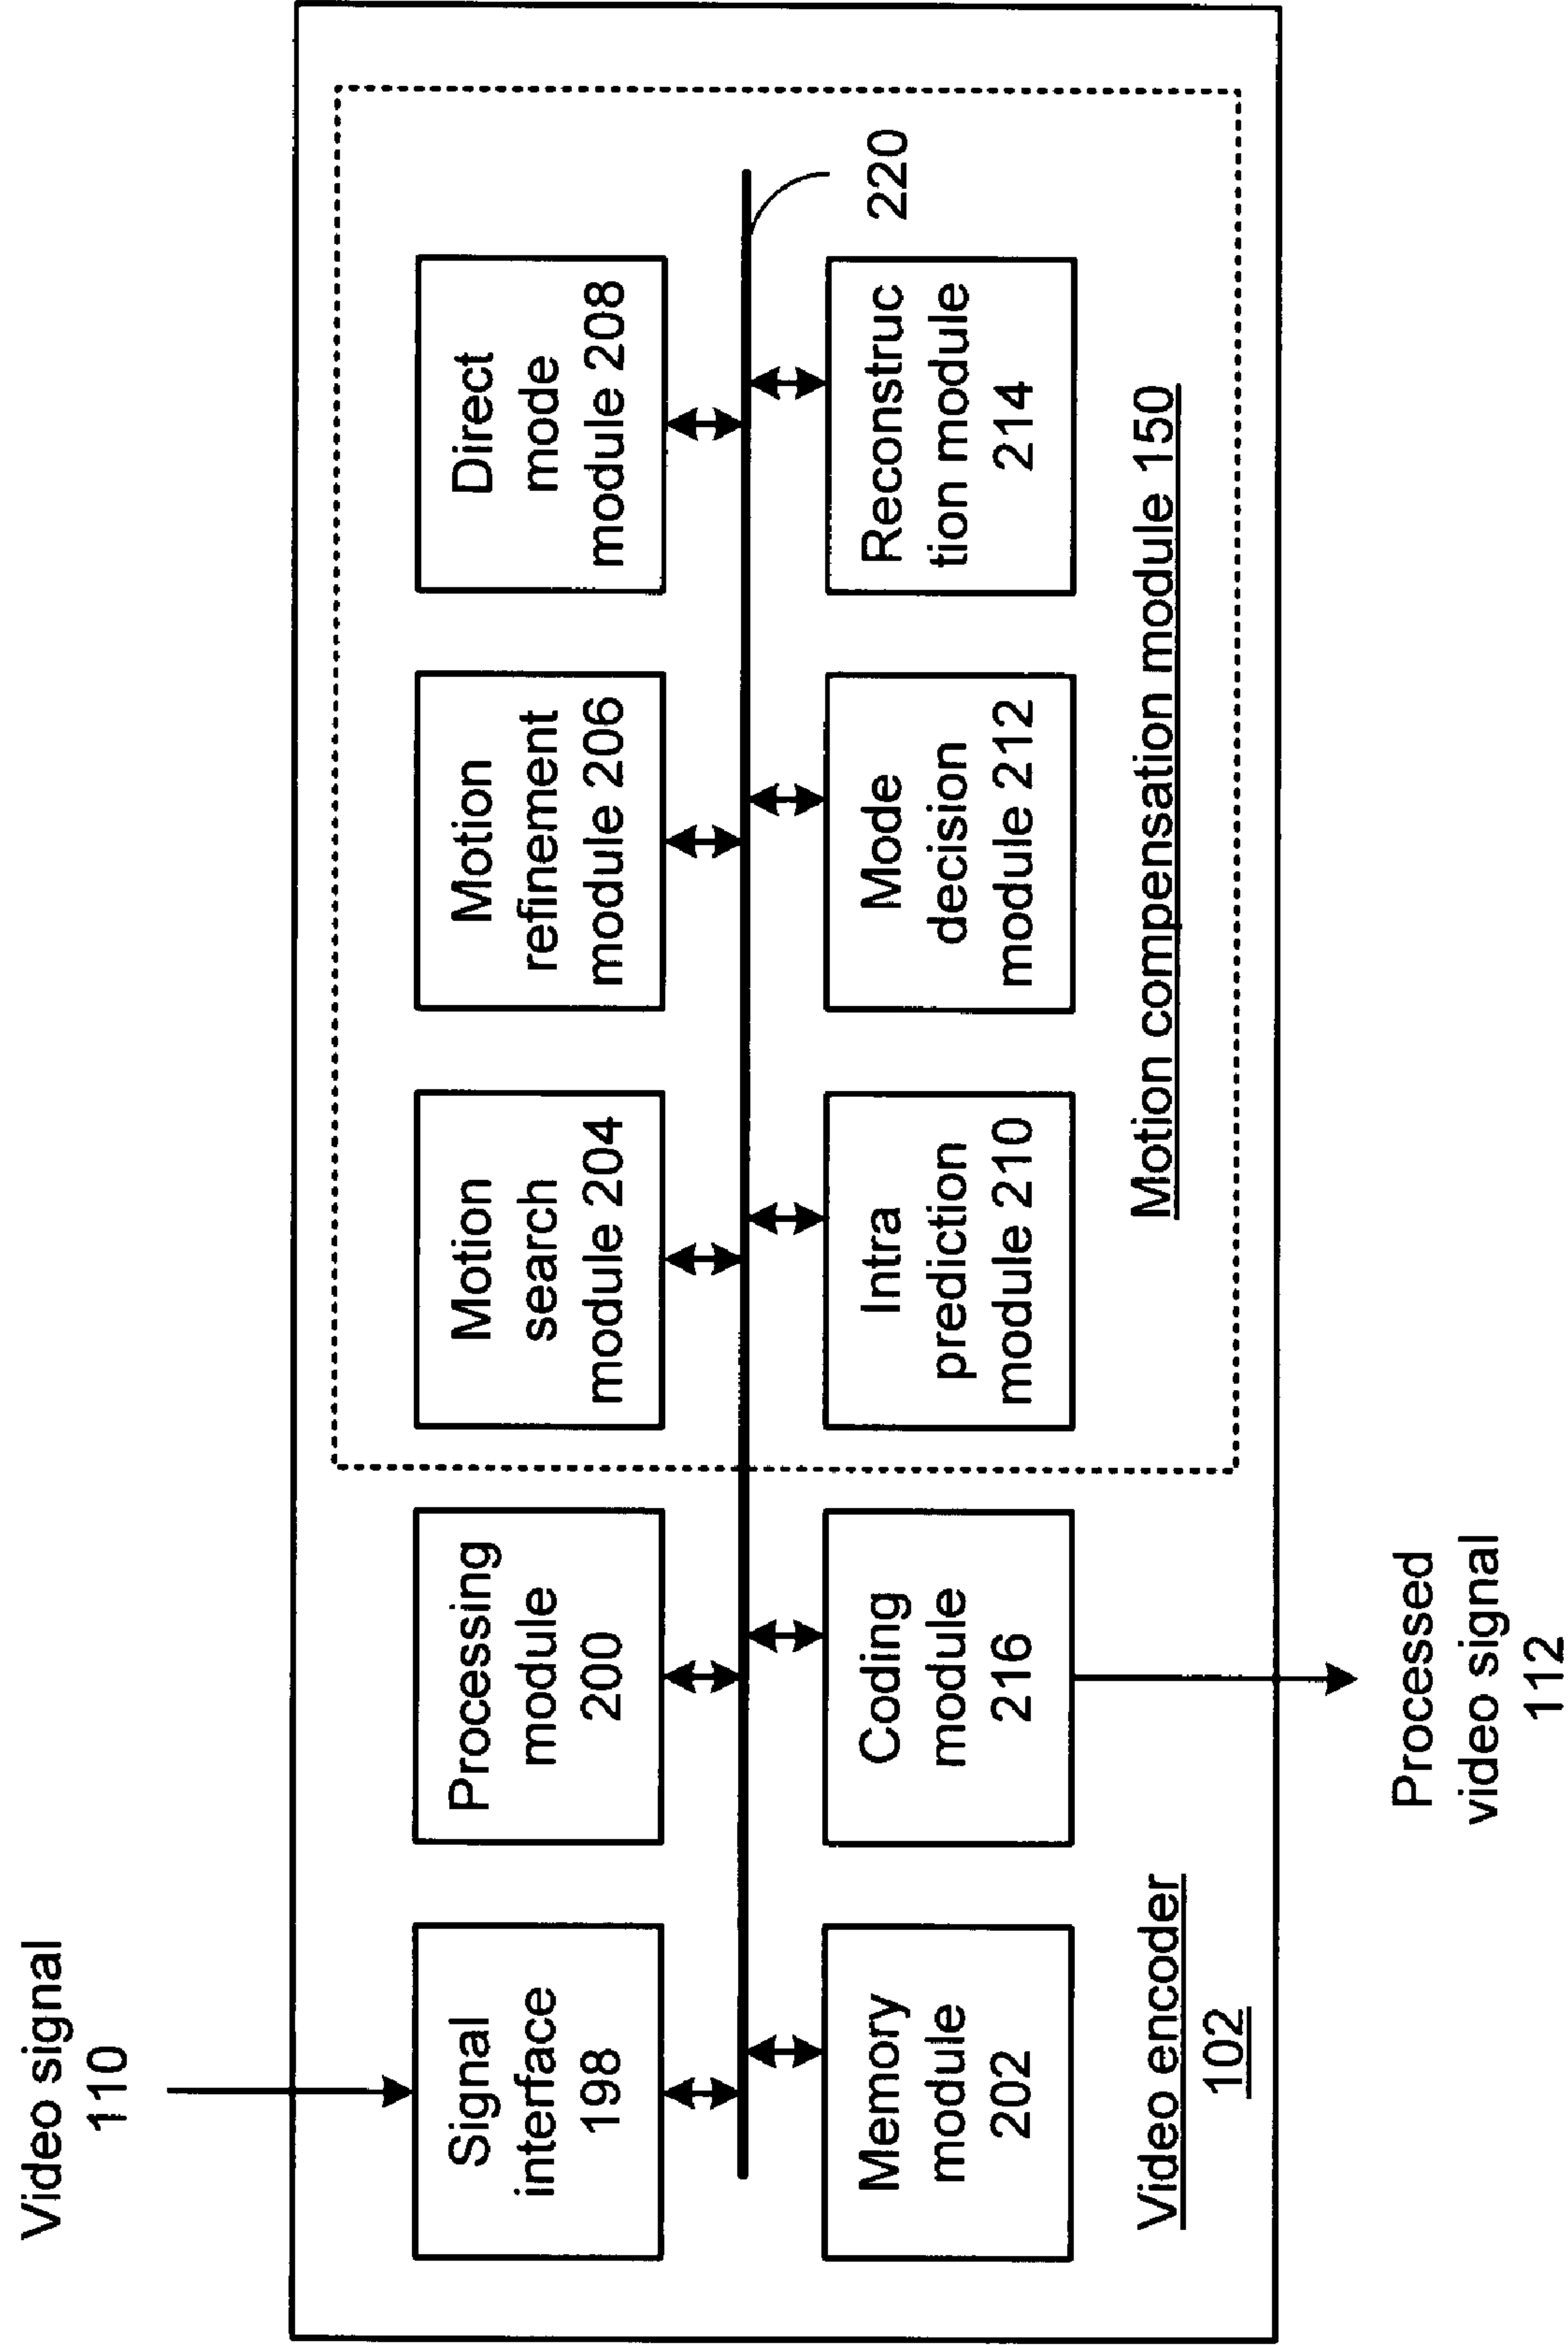 Video signal
110
Signal
interface
198
Processing
module
200
Motion
search
module 204
Motion
refinement
module 206
Direct
mode
module 208
220
Memory
module
202
Coding
module
216
Intra
prediction
module 210
Mode
decision
module 212
Reconstruc
tion module
214
Motion compensation module 150
Video encoder
102
Processed
video signal
112